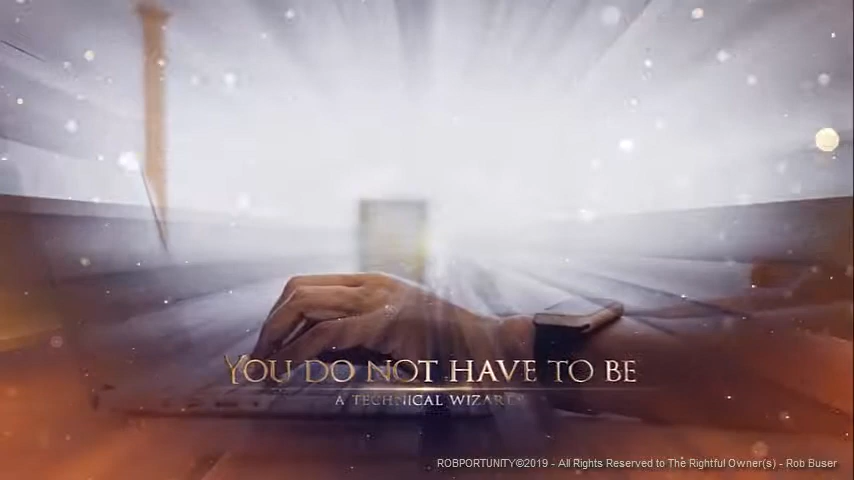 YOU DO NOT HAVE TO BE
A TECHNICAL WIZARD
ROBPORTUNITY©2019 - All Rights Reserved to The Rightful Owner(s) - Rob Buser